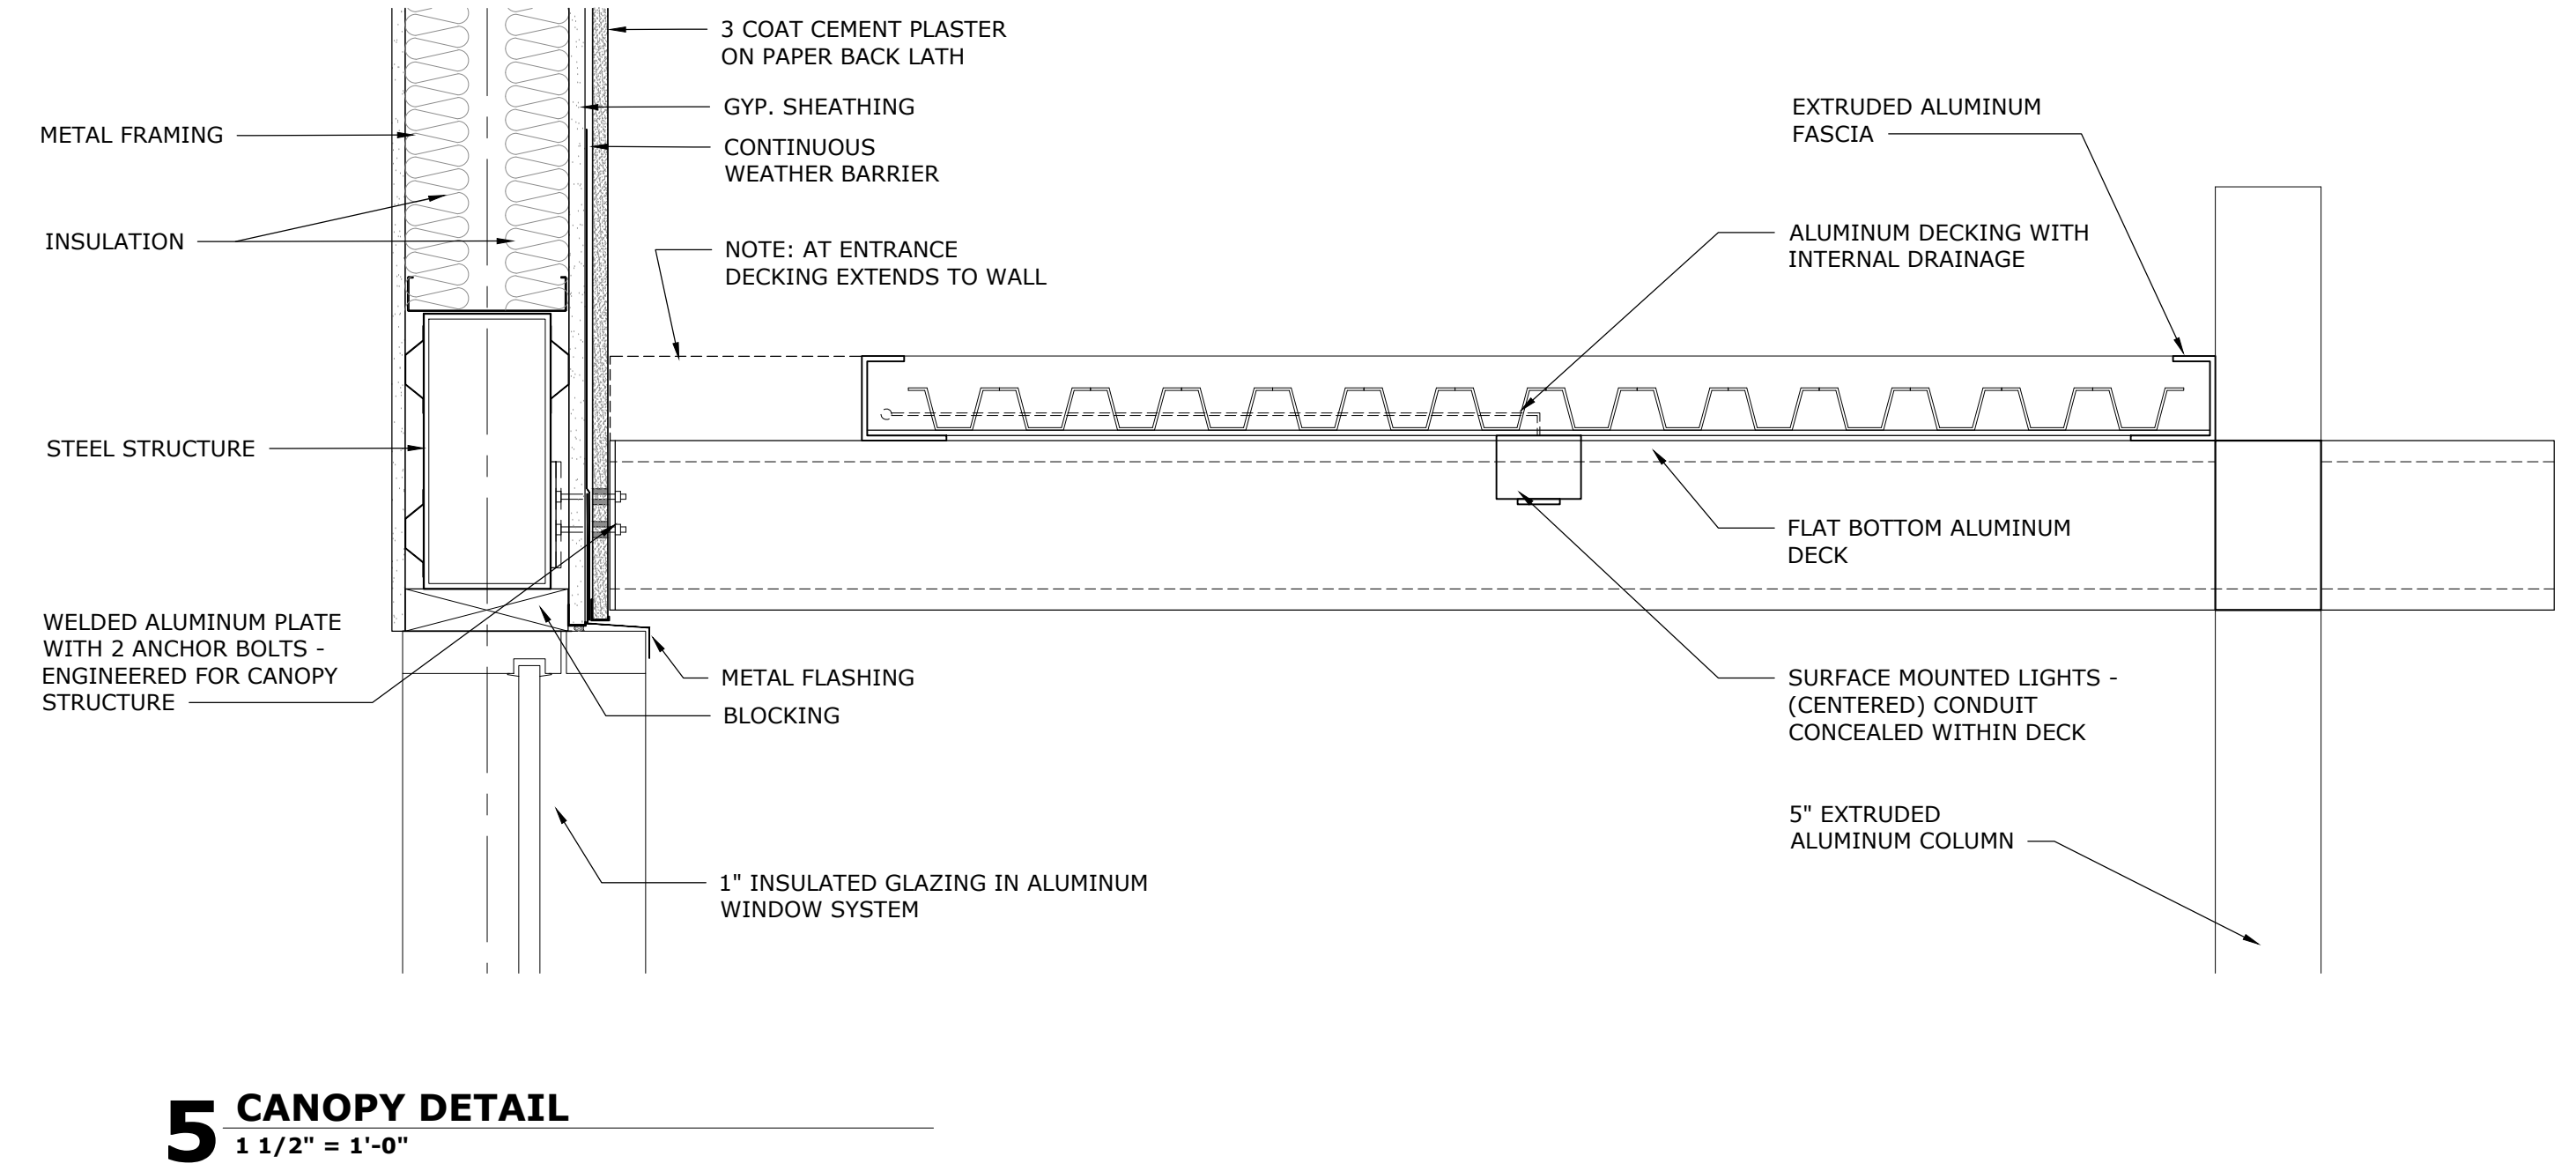 3 COAT CEMENT PLASTER
ON PAPER BACK LATH
GYP. SHEATHING
CONTINUOUS
WEATHER BARRIER
NOTE: AT ENTRANCE
DECKING EXTENDS TO WALL
METAL FRAMING
INSULATION
STEEL STRUCTURE
WELDED ALUMINUM PLATE
WITH 2 ANCHOR BOLTS -
ENGINEERED FOR CANOPY
STRUCTURE
METAL FLASHING
BLOCKING
1" INSULATED GLAZING IN ALUMINUM
WINDOW SYSTEM
EXTRUDED ALUMINUM
FASCIA
ALUMINUM DECKING WITH
INTERNAL DRAINAGE
FLAT BOTTOM ALUMINUM
DECK
SURFACE MOUNTED LIGHTS -
(CENTERED) CONDUIT
CONCEALED WITHIN DECK
5" EXTRUDED
ALUMINUM COLUMN
5 CANOPY DETAIL
1 1/2" = 1'-0"